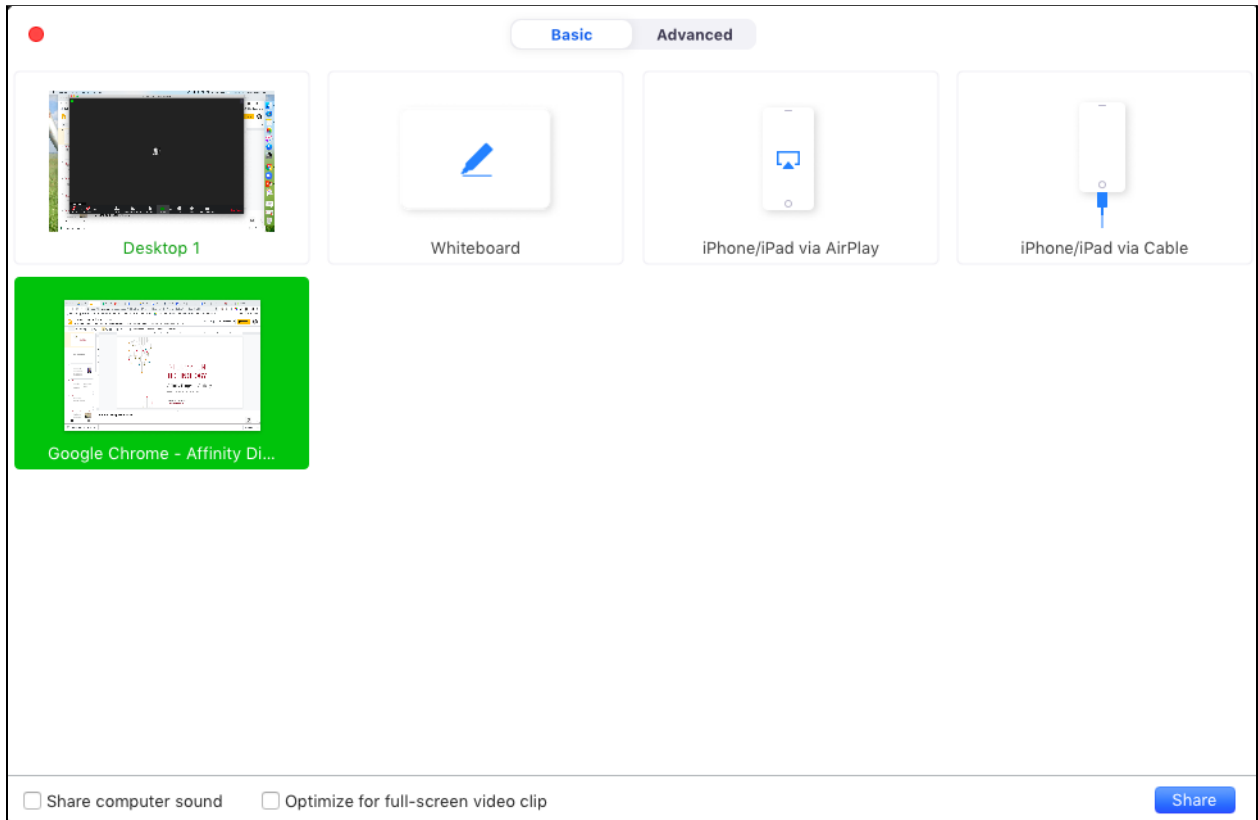 Basic
Advanced
Desktop 1
Whiteboard
iPhone/iPad via AirPlay
iPhone/iPad via Cable
Google Chrome - Affinity Di...
Share computer sound
Optimize for full-screen video clip
Share